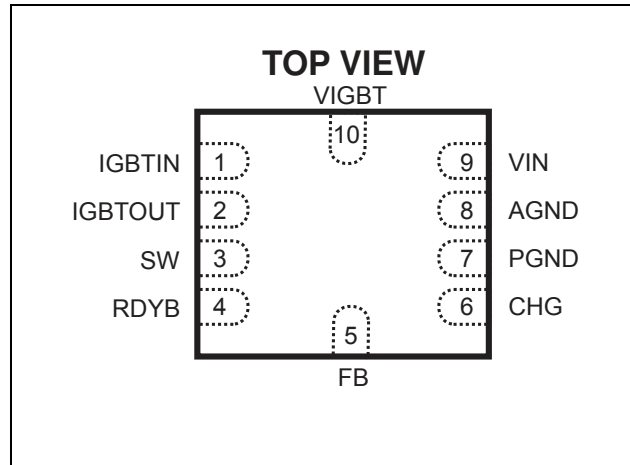 TOP VIEW
VIGBT
10
IGBTIN 1 9 VIN
IGBTOUT 2 8 AGND
SW 3 7 PGND
RDYB 4 6 CHG
5
FB